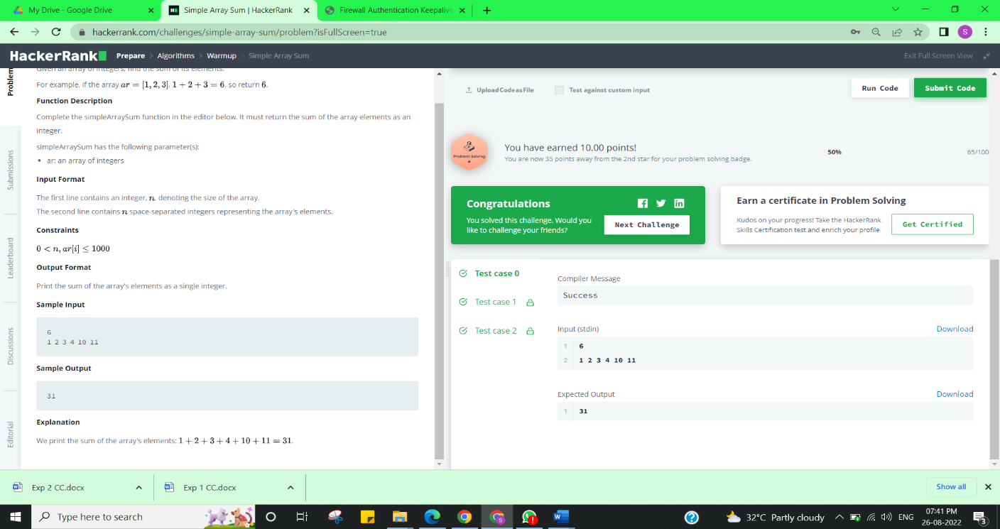 My Drive - Google Drive
Simple Array Sum | HackerRank
Firewall Authentication Keepalive
hackerrank.com/challenges/simple-array-sum/problem?isFullScreen=true
S
HackerRank
Prepare > Algorithms > Warmup > Simple Array Sum
Exit Full Screen View
Problem
Submissions
Leaderboard
Discussions
Editorial
Given an array of integers, find the sum of its elements.
For example, if the array ar = [1, 2, 3], 1 + 2 + 3 = 6, so return 6.
Function Description
Complete the simpleArraySum function in the editor below. It must return the sum of the array elements as an
integer.
simpleArraySum has the following parameter(s):
• ar: an array of integers
Input Format
The first line contains an integer, n, denoting the size of the array.
The second line contains n space-separated integers representing the array's elements.
Constraints
0 < n, ar[i] ≤ 1000
Output Format
Print the sum of the array's elements as a single integer.
Sample Input
6
1 2 3 4 10 11
Sample Output
31
Explanation
We print the sum of the array's elements: 1 + 2 + 3 + 4 + 10 + 11 = 31.
Upload Code as File
Test against custom input
Run Code
Submit Code
Problem Solving
You have earned 10.00 points!
You are now 35 points away from the 2nd star for your problem solving badge.
50%
65/100
Congratulations
You solved this challenge. Would you
like to challenge your friends?
Next Challenge
Earn a certificate in Problem Solving
Kudos on your progress! Take the HackerRank
Skills Certification test and enrich your profile
Get Certified
Test case 0
Test case 1
Test case 2
Compiler Message
Success
Input (stdin)
Download
1 6
2 1 2 3 4 10 11
Expected Output
Download
1 31
Exp 2 CC.docx
Exp 1 CC.docx
Show all
Type here to search
32°C Partly cloudy
ENG
07:41 PM
26-08-2022
3